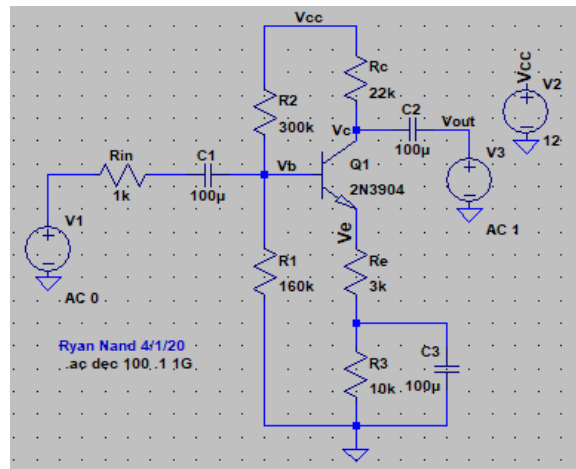 Vcc
Rc
22k
R2
300k
C2
Vout
Vcc
V2
12
Vc
100µ
V3
Rin
1k
C1
100µ
Vb
Q1
2N3904
V1
AC 1
Ve
R1
160k
Re
3k
AC 0
Ryan Nand 4/1/20
.ac dec 100 .1 1G
R3
10k
C3
100µ